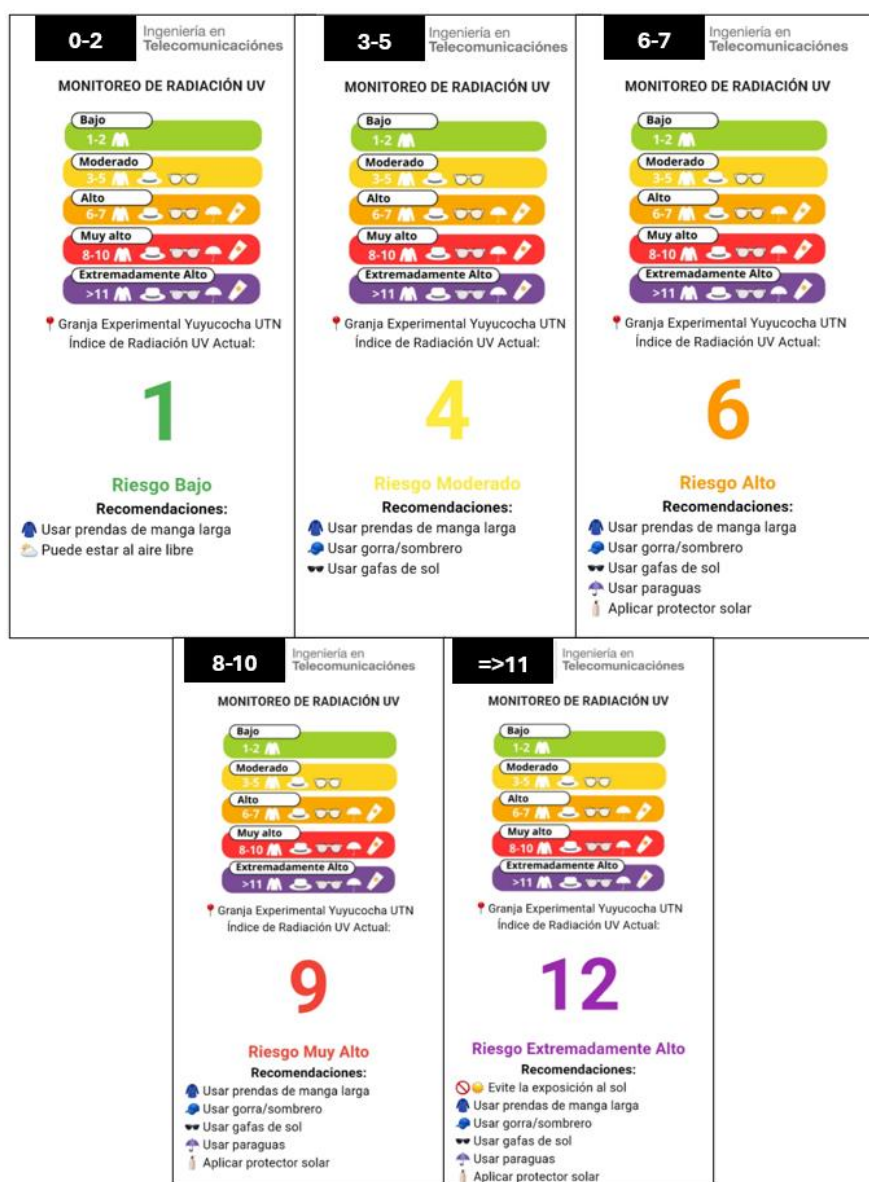 0-2
Ingeniería en
Telecomunicaciónes
MONITOREO DE RADIACIÓN UV
Bajo
1-2
Moderado
3-5
Alto
6-7
Muy alto
8-10
Extremadamente Alto
>11
Granja Experimental Yuyucocha UTN
Índice de Radiación UV Actual:
1
Riesgo Bajo
Recomendaciones:
Usar prendas de manga larga
Puede estar al aire libre
3-5
Ingeniería en
Telecomunicaciónes
MONITOREO DE RADIACIÓN UV
Bajo
1-2
Moderado
3-5
Alto
6-7
Muy alto
8-10
Extremadamente Alto
>11
Granja Experimental Yuyucocha UTN
Índice de Radiación UV Actual:
4
Riesgo Moderado
Recomendaciones:
Usar prendas de manga larga
Usar gorra/sombrero
Usar gafas de sol
6-7
Ingeniería en
Telecomunicaciónes
MONITOREO DE RADIACIÓN UV
Bajo
1-2
Moderado
3-5
Alto
6-7
Muy alto
8-10
Extremadamente Alto
>11
Granja Experimental Yuyucocha UTN
Índice de Radiación UV Actual:
6
Riesgo Alto
Recomendaciones:
Usar prendas de manga larga
Usar gorra/sombrero
Usar gafas de sol
Usar paraguas
Aplicar protector solar
8-10
Ingeniería en
Telecomunicaciónes
MONITOREO DE RADIACIÓN UV
Bajo
1-2
Moderado
3-5
Alto
6-7
Muy alto
8-10
Extremadamente Alto
>11
Granja Experimental Yuyucocha UTN
Índice de Radiación UV Actual:
9
Riesgo Muy Alto
Recomendaciones:
Usar prendas de manga larga
Usar gorra/sombrero
Usar gafas de sol
Usar paraguas
Aplicar protector solar
=>11
Ingeniería en
Telecomunicaciónes
MONITOREO DE RADIACIÓN UV
Bajo
1-2
Moderado
3-5
Alto
6-7
Muy alto
8-10
Extremadamente Alto
>11
Granja Experimental Yuyucocha UTN
Índice de Radiación UV Actual:
12
Riesgo Extremadamente Alto
Recomendaciones:
Evite la exposición al sol
Usar prendas de manga larga
Usar gorra/sombrero
Usar gafas de sol
Usar paraguas
Aplicar protector solar